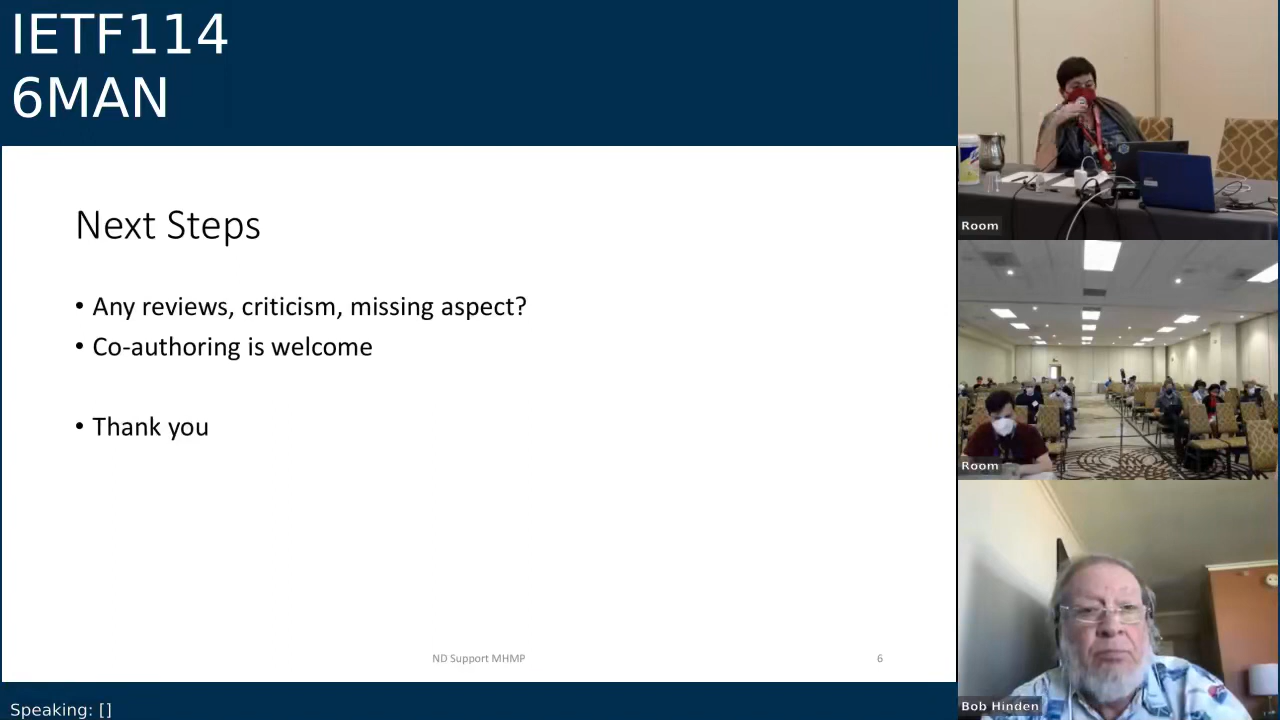 IETF114
6MAN
Next Steps
• Any reviews, criticism, missing aspect?
• Co-authoring is welcome
• Thank you
ND Support MHMP
6
Speaking: []
Room
Room
Bob Hinden